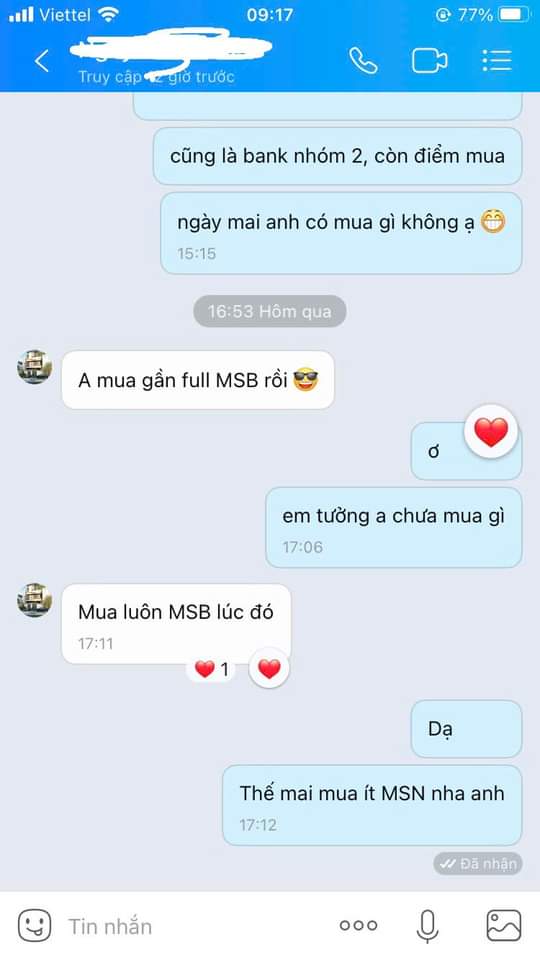 Viettel 09:17 77%
Truy cập 12 giờ trước
cũng là bank nhóm 2, còn điểm mua
ngày mai anh có mua gì không ạ
15:15
16:53 Hôm qua
A mua gần full MSB rồi
ơ
em tưởng a chưa mua gì
17:06
Mua luôn MSB lúc đó
17:11
1
Dạ
Thế mai mua ít MSN nha anh
17:12
Đã nhận
Tin nhắn